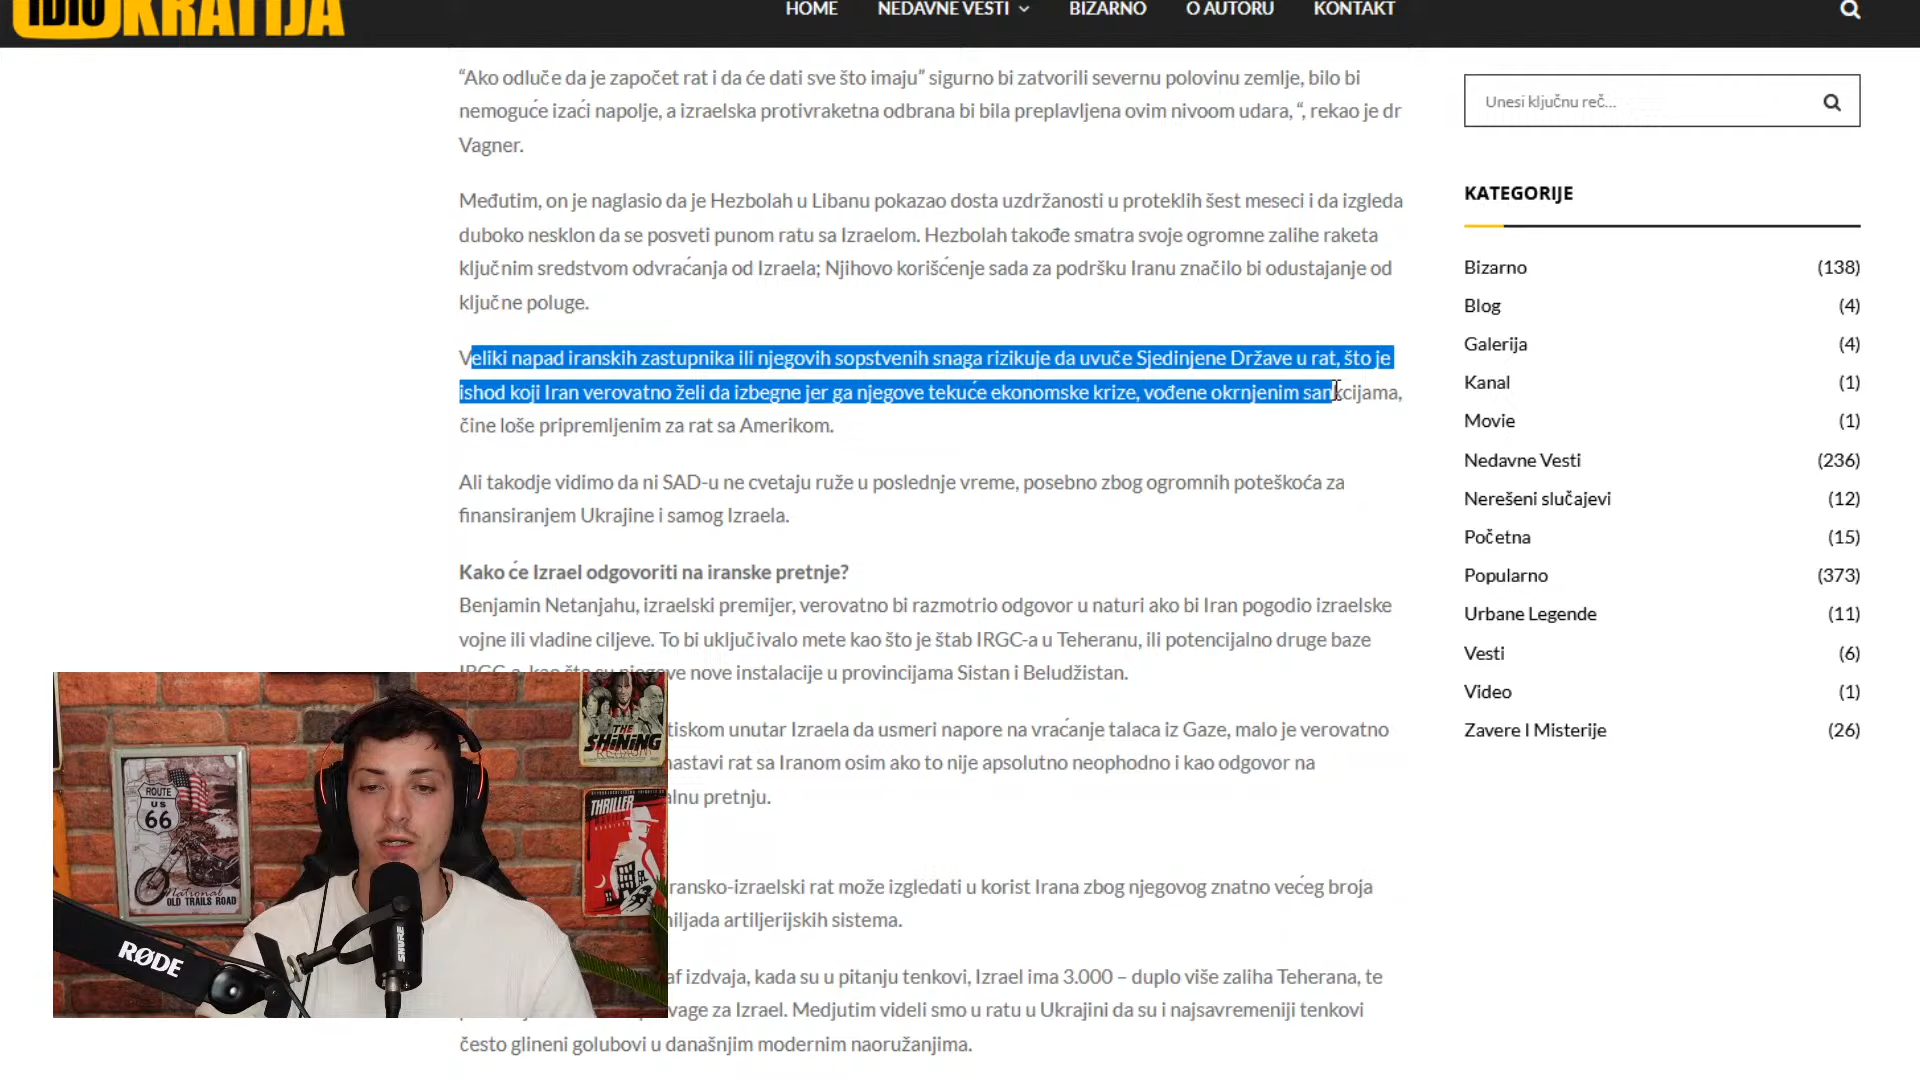 KRATIJA
HOME
NEDAVNE VESTI
BIZARNO
O AUTORU
KONTAKT
“Ako odluče da je započet rat i da će dati sve što imaju” sigurno bi zatvorili severnu polovinu zemlje, bilo bi
nemoguće izaći napolje, a izraelska protivraketna odbrana bi bila preplavljena ovim nivoom udara, “, rekao je dr
Vagner.
Međutim, on je naglasio da je Hezbolah u Libanu pokazao dosta uzdržanosti u proteklih šest meseci i da izgleda
duboko nesklon da se posveti punom ratu sa Izraelom. Hezbolah takođe smatra svoje ogromne zalihe raketa
ključnim sredstvom odvraćanja od Izraela; Njihovo korišćenje sada za podršku Iranu značilo bi odustajanje od
ključne poluge.
Veliki napad iranskih zastupnika ili njegovih sopstvenih snaga rizikuje da uvuče Sjedinjene Države u rat, što je
ishod koji Iran verovatno želi da izbegne jer ga njegove tekuće ekonomske krize, vođene okrnjenim sankcijama,
čine loše pripremljenim za rat sa Amerikom.
Ali takodje vidimo da ni SAD-u ne cvetaju ruže u poslednje vreme, posebno zbog ogromnih poteškoća za
finansiranjem Ukrajine i samog Izraela.
Kako će Izrael odgovoriti na iranske pretnje?
Benjamin Netanjahu, izraelski premijer, verovatno bi razmotrio odgovor u naturi ako bi Iran pogodio izraelske
vojne ili vladine ciljeve. To bi uključivalo mete kao što je štab IRGC-a u Teheranu, ili potencijalno druge baze
ve nove instalacije u provincijama Sistan i Beludžistan.
tiskom unutar Izraela da usmeri napore na vraćanje talaca iz Gaze, malo je verovatno
nastavi rat sa Iranom osim ako to nije apsolutno neophodno i kao odgovor na
lnu pretnju.
ransko-izraelski rat može izgledati u korist Irana zbog njegovog znatno većeg broja
iljada artiljerijskih sistema.
af izdvaja, kada su u pitanju tenkovi, Izrael ima 3.000 – duplo više zaliha Teherana, te
vage za Izrael. Medjutim videli smo u ratu u Ukrajini da su i najsavremeniji tenkovi
često glineni golubovi u današnjim modernim naoružanjima.
Unesi ključnu reč...
KATEGORIJE
Bizarno (138)
Blog (4)
Galerija (4)
Kanal (1)
Movie (1)
Nedavne Vesti (236)
Nerešeni slučajevi (12)
Početna (15)
Popularno (373)
Urbane Legende (11)
Vesti (6)
Video (1)
Zavere I Misterije (26)
THE
SHiNiNG
ROUTE
US
66
National
OLD TRAILS ROAD
THRILLER
RØDE
SHURE